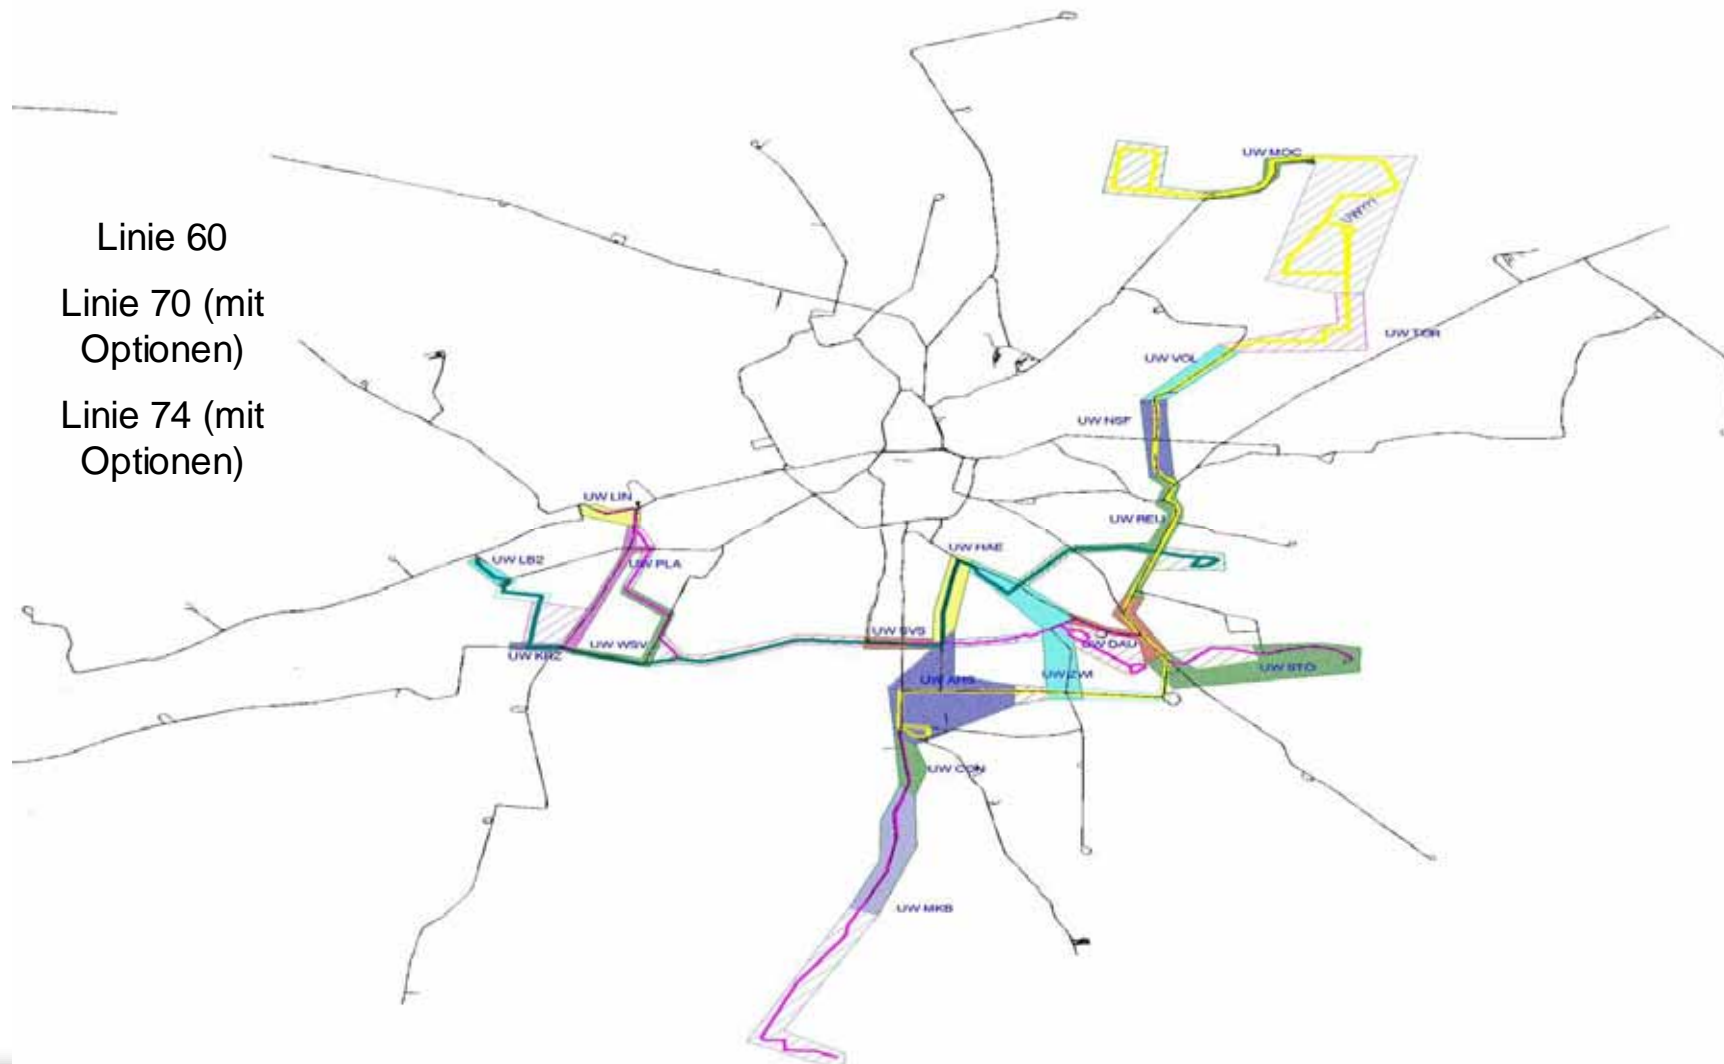 Linie 60
Linie 70 (mit
Optionen)
Linie 74 (mit
Optionen)
UW MOC
UW TOR
UW VOL
UW NSF
UW LIN
UW REU
UW HAE
UW LB2
UW PLA
UW SVS
UW WSV
UW KRZ
UW DAU
UW STÖ
UW ZWI
UW AHS
UW CON
UW MKB